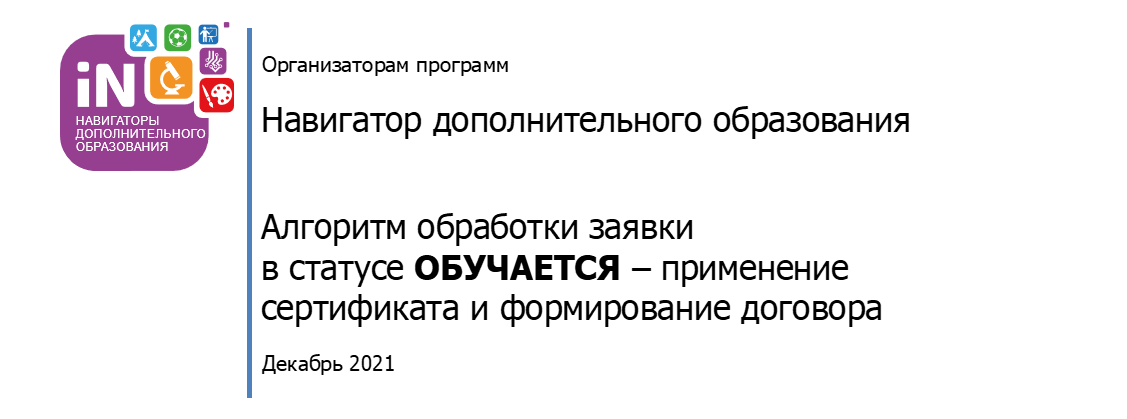 iN
НАВИГАТОРЫ
ДОПОЛНИТЕЛЬНОГО
ОБРАЗОВАНИЯ
Организаторам программ
Навигатор дополнительного образования
Алгоритм обработки заявки
в статусе ОБУЧАЕТСЯ – применение
сертификата и формирование договора
Декабрь 2021